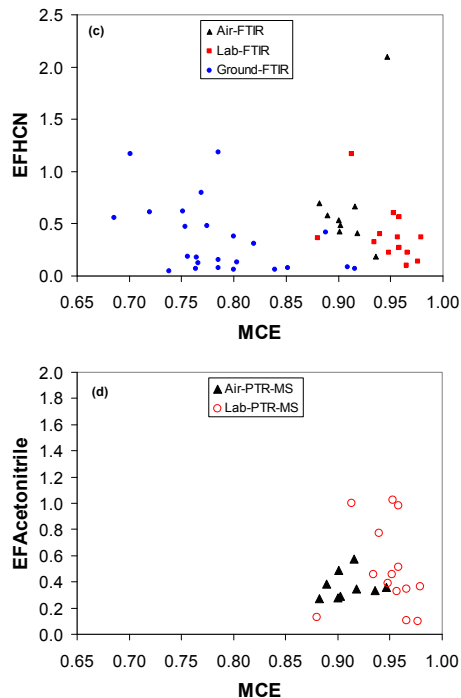 (c)
Air-FTIR
Lab-FTIR
Ground-FTIR
2.5
2.0
1.5
1.0
0.5
0.0
EFHCN
0.65 0.70 0.75 0.80 0.85 0.90 0.95 1.00
MCE
(d)
Air-PTR-MS
Lab-PTR-MS
2.0
1.8
1.6
1.4
1.2
1.0
0.8
0.6
0.4
0.2
0.0
EFAcetonitrile
0.65 0.70 0.75 0.80 0.85 0.90 0.95 1.00
MCE